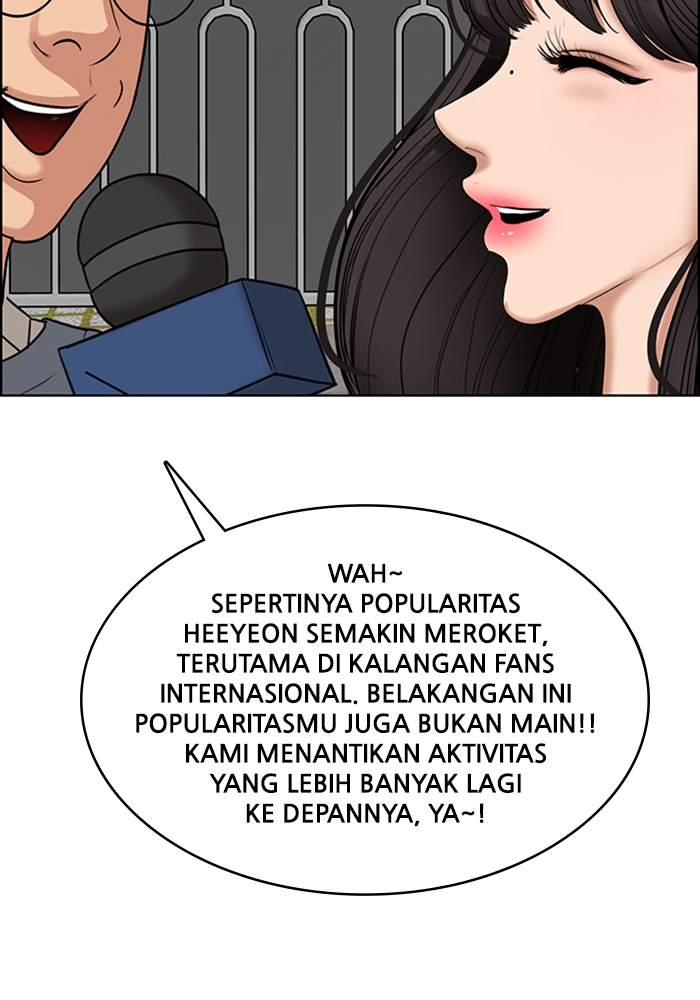 WAH~
SEPERTINYA POPULARITAS
HEEYEON SEMAKIN MEROKET,
TERUTAMA DI KALANGAN FANS
INTERNASIONAL. BELAKANGAN INI
POPULARITASMU JUGA BUKAN MAIN!!
KAMI MENANTIKAN AKTIVITAS
YANG LEBIH BANYAK LAGI
KE DEPANNYA, YA~!